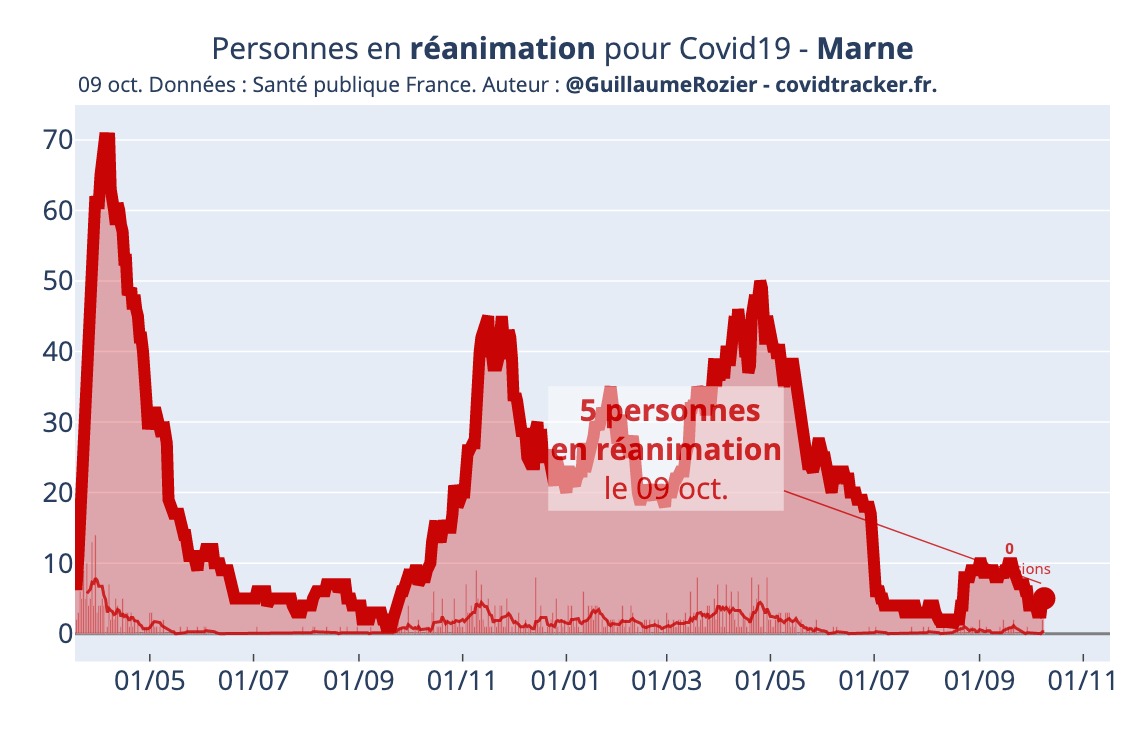 Personnes en réanimation pour Covid19 - Marne
09 oct. Données : Santé publique France. Auteur : @GuillaumeRozier - covidtracker.fr.
70
60
50
40
30
20
10
0
5 personnes
en réanimation
le 09 oct.
0
sions
01/05 01/07 01/09 01/11 01/01 01/03 01/05 01/07 01/09 01/11